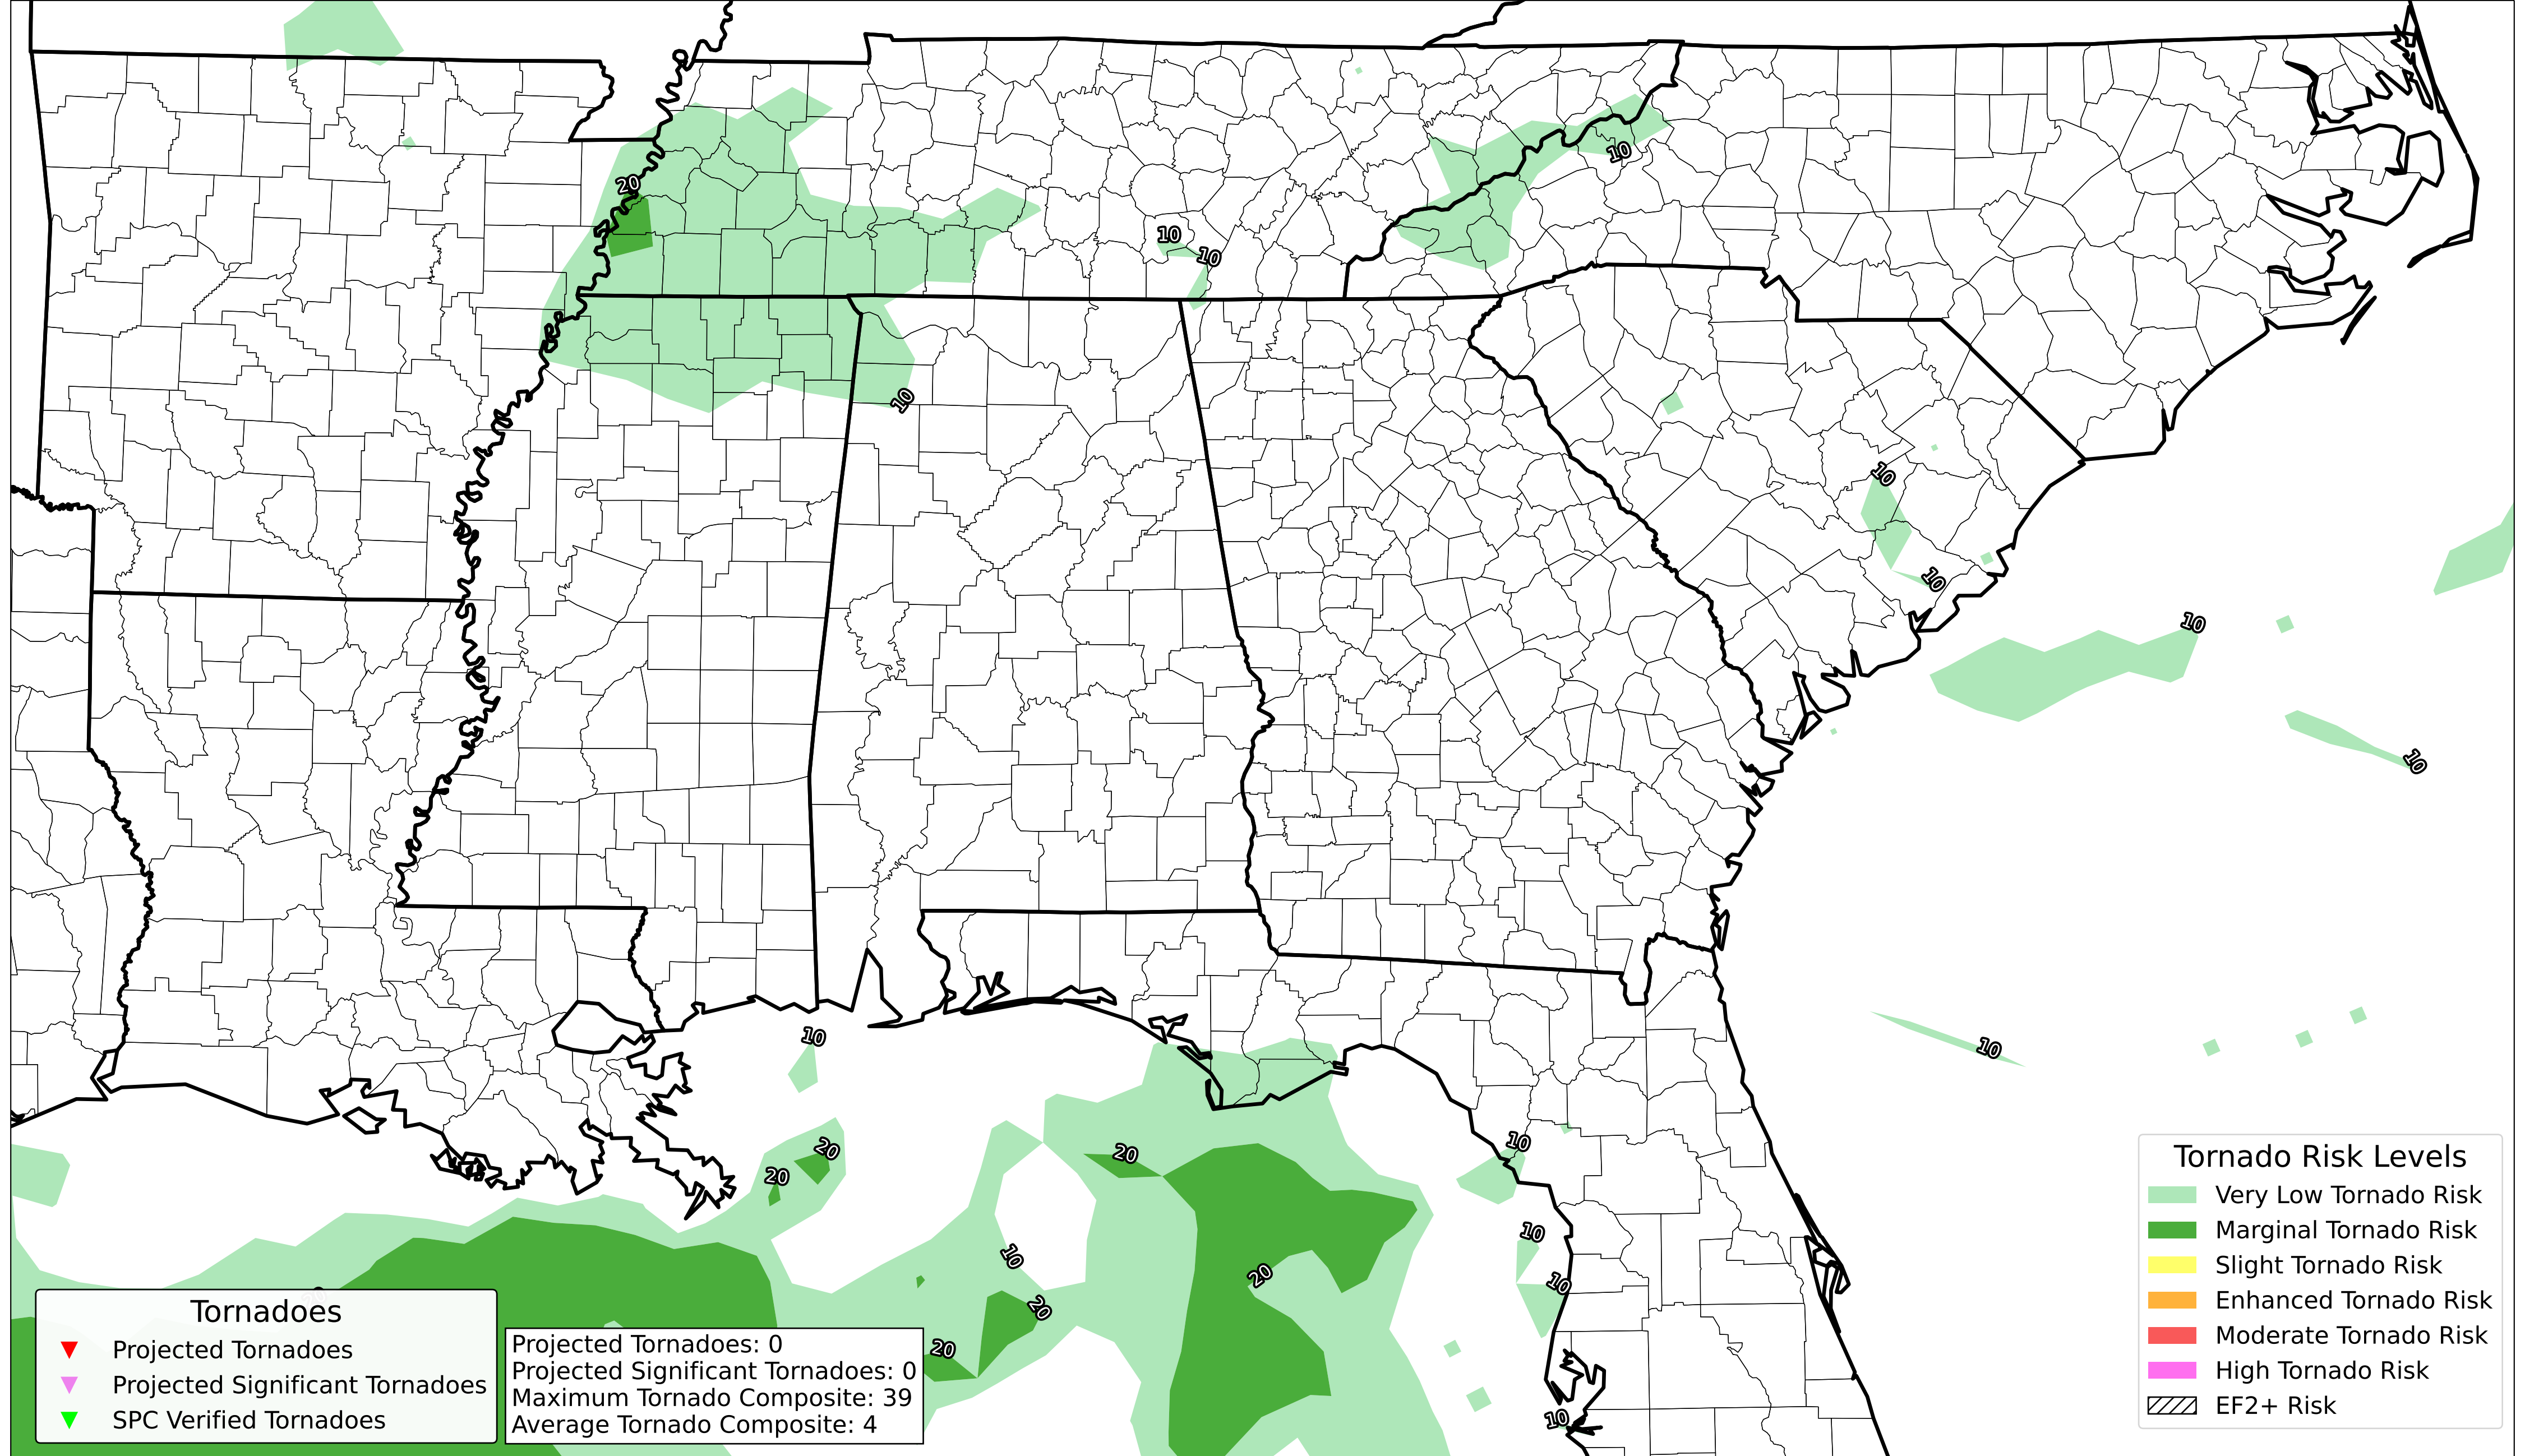 20
10
10
10
10
10
10
10
10
10
10
10
20
20
20
10
10
10
20
10
20
20
10
Tornadoes
Projected Tornadoes
Projected Significant Tornadoes
SPC Verified Tornadoes
Projected Tornadoes: 0
Projected Significant Tornadoes: 0
Maximum Tornado Composite: 39
Average Tornado Composite: 4
Tornado Risk Levels
Very Low Tornado Risk
Marginal Tornado Risk
Slight Tornado Risk
Enhanced Tornado Risk
Moderate Tornado Risk
High Tornado Risk
EF2+ Risk